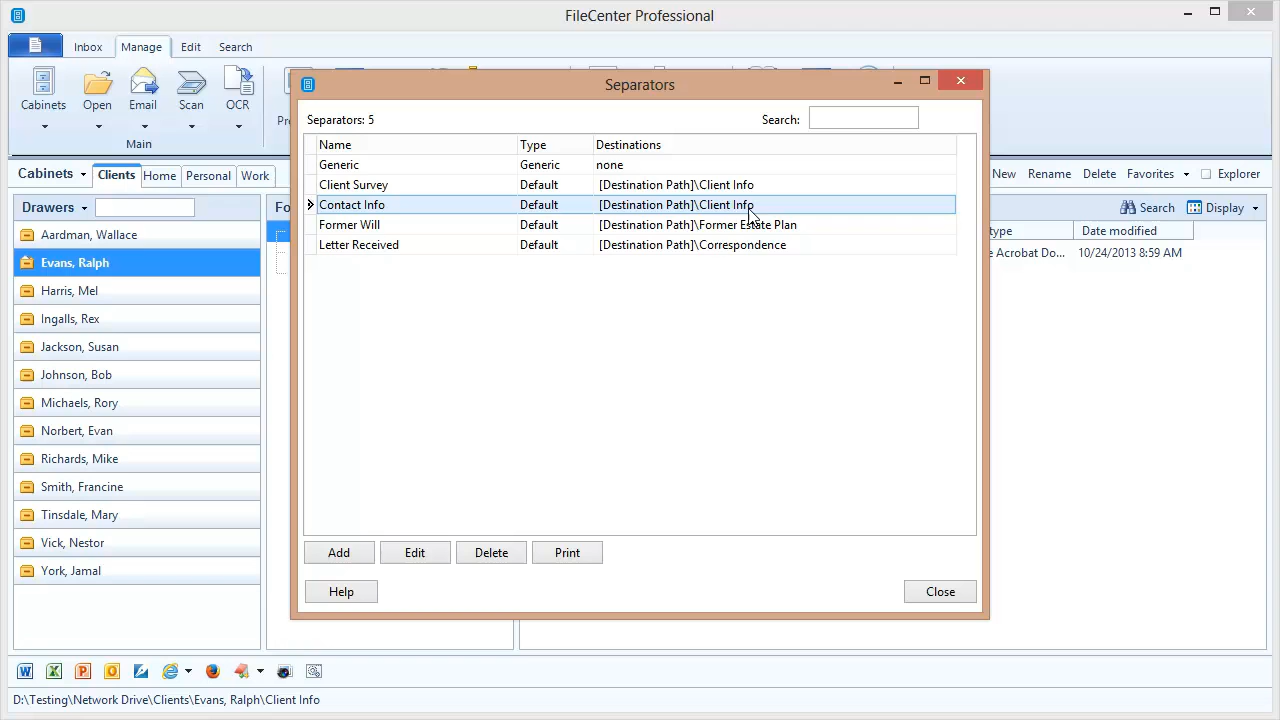 FileCenter Professional
Inbox Manage Edit Search
Cabinets Open Email Scan OCR
Main
Cabinets Clients Home Personal Work
New Rename Delete Favorites Explorer
Drawers
Search Display
Date modified
10/24/2013 8:59 AM
Aardman, Wallace
Evans, Ralph
Harris, Mel
Ingalls, Rex
Jackson, Susan
Johnson, Bob
Michaels, Rory
Norbert, Evan
Richards, Mike
Smith, Francine
Tinsdale, Mary
Vick, Nestor
York, Jamal
Separators
Separators: 5 Search:
Name Type Destinations
Generic Generic none
Client Survey Default [Destination Path]\Client Info
Contact Info Default [Destination Path]\Client Info
Former Will Default [Destination Path]\Former Estate Plan
Letter Received Default [Destination Path]\Correspondence
Add Edit Delete Print
Help Close
D:\Testing\Network Drive\Clients\Evans, Ralph\Client Info